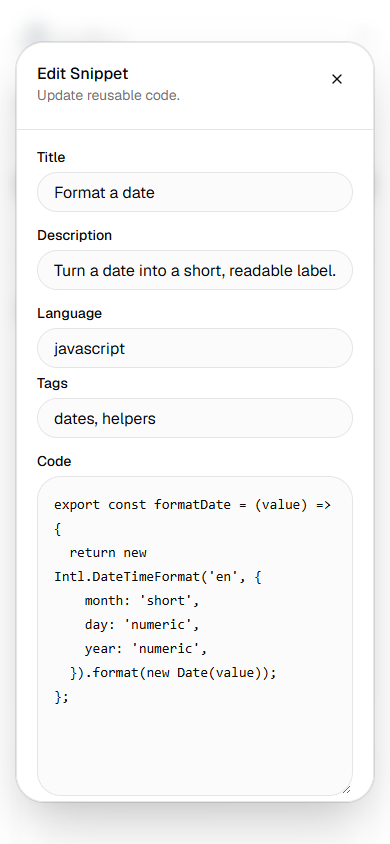 Edit Snippet
Update reusable code.
Title
Format a date
Description
Turn a date into a short, readable label.
Language
javascript
Tags
dates, helpers
Code
export const formatDate = (value) =>
{
  return new
Intl.DateTimeFormat('en', {
    month: 'short',
    day: 'numeric',
    year: 'numeric',
  }).format(new Date(value));
};